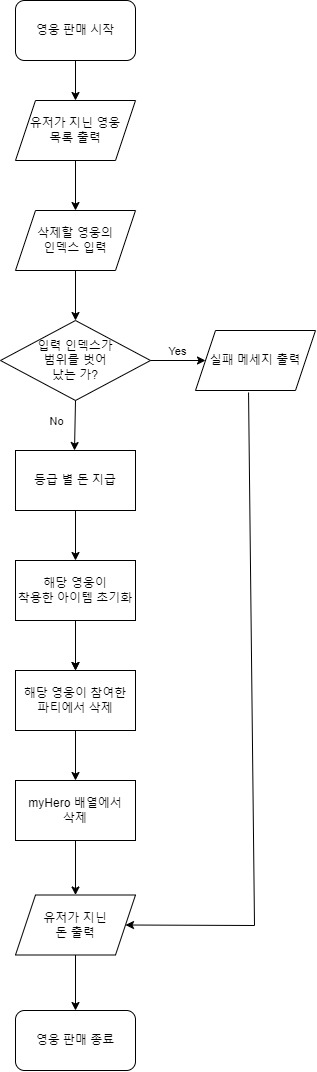 영웅 판매 시작
유저가 지닌 영웅
목록 출력
삭제할 영웅의
인덱스 입력
입력 인덱스가
범위를 벗어
났는 가?
Yes
실패 메세지 출력
No
등급 별 돈 지급
해당 영웅이
착용한 아이템 초기화
해당 영웅이 참여한
파티에서 삭제
myHero 배열에서
삭제
유저가 지닌
돈 출력
영웅 판매 종료